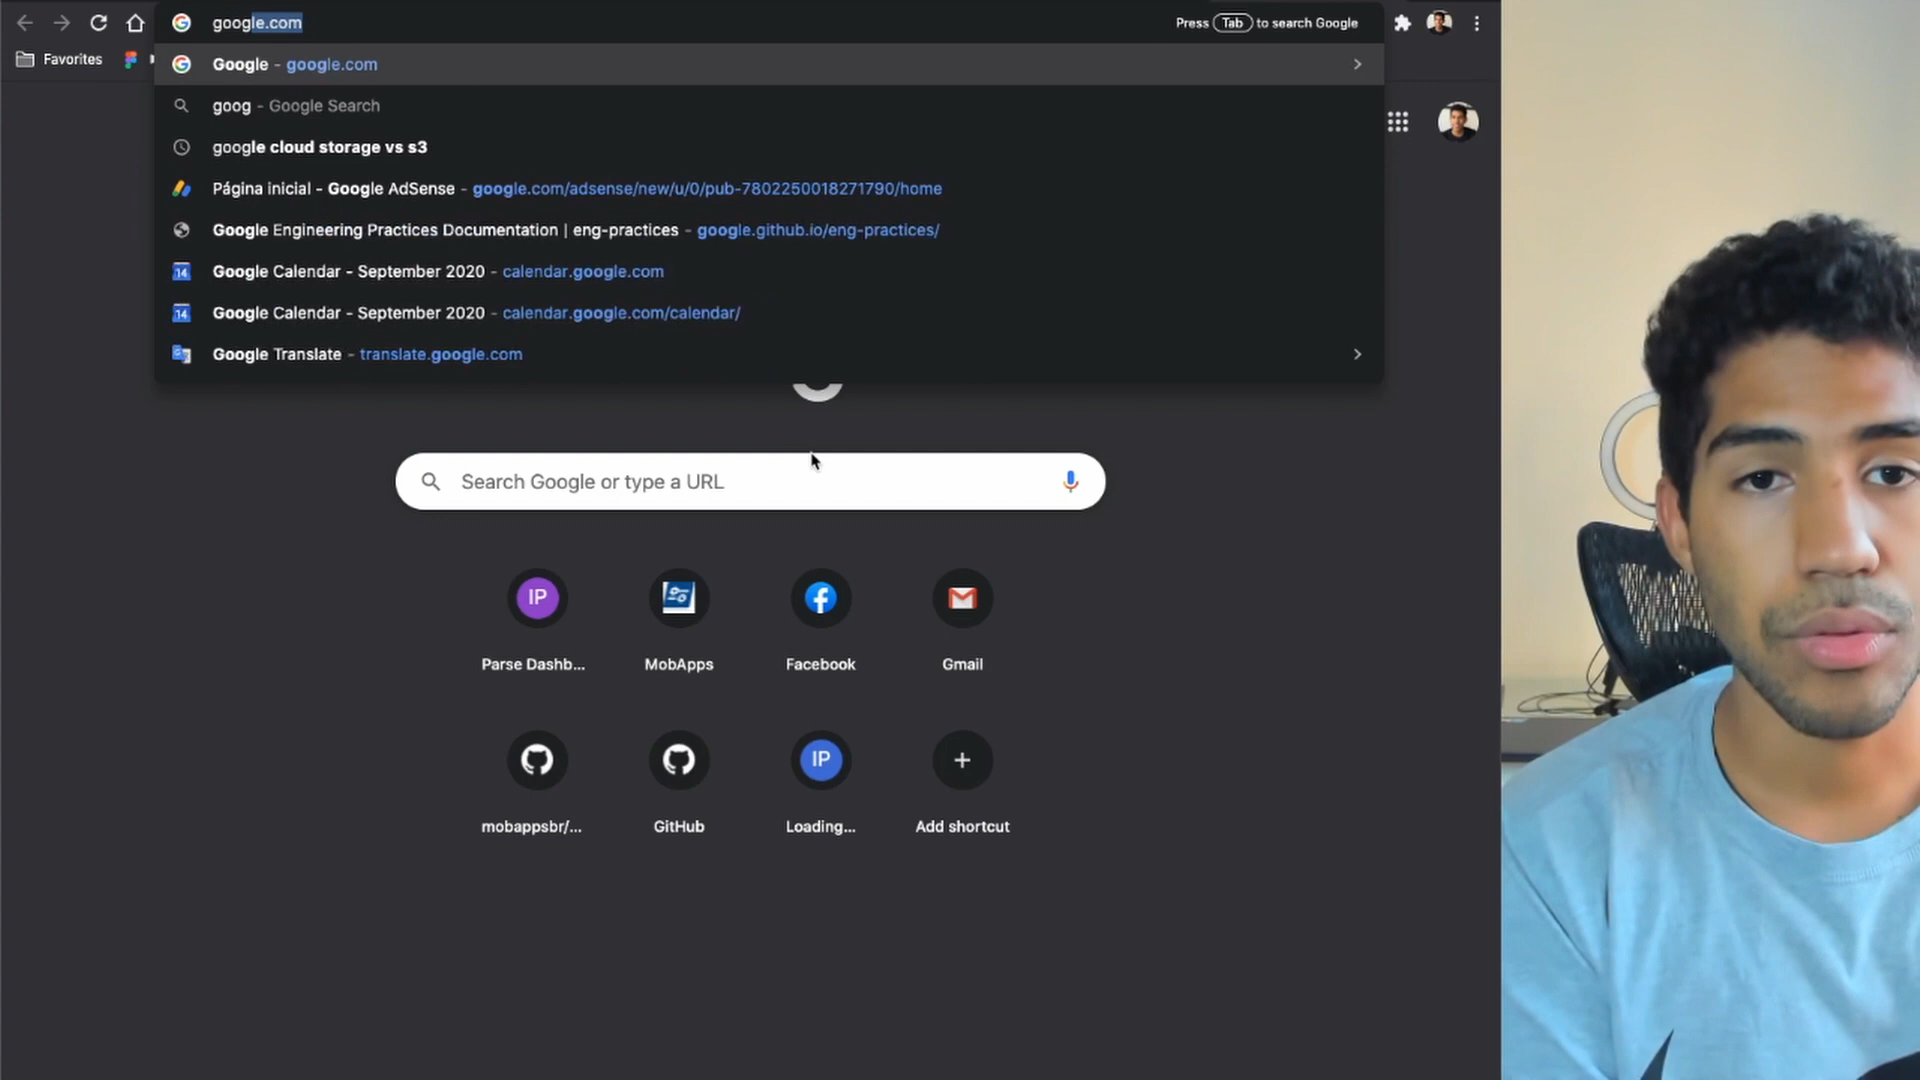 google.com
Press Tab to search Google
Favorites
Google - google.com
goog - Google Search
google cloud storage vs s3
Página inicial - Google AdSense - google.com/adsense/new/u/0/pub-7802250018271790/home
Google Engineering Practices Documentation | eng-practices - google.github.io/eng-practices/
14 Google Calendar - September 2020 - calendar.google.com
14 Google Calendar - September 2020 - calendar.google.com/calendar/
Google Translate - translate.google.com
Search Google or type a URL
IP
Parse Dashb...
MobApps
Facebook
Gmail
IP
mobappsbr/...
GitHub
Loading...
Add shortcut